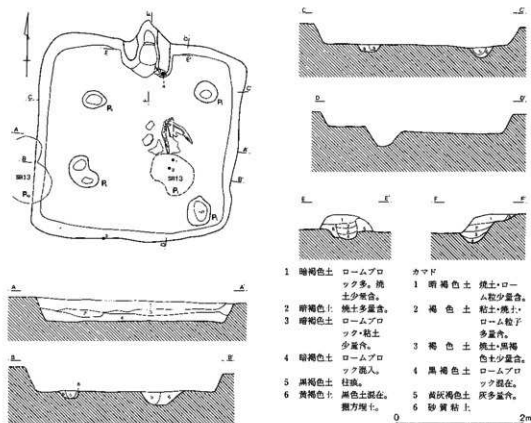 C C'
D D'
E E'
F F'
A A'
B B'
C C'
A
B
SH13
SH13
A'
B'
A A'
B B'
1 暗褐色土 ロームブロ
ック多。焼
土少量含。
2 暗褐色土 焼土多量含。
3 暗褐色土 ロームブロ
ック・粘土
少量含。
4 暗褐色土 ロームブロ
ック混入。
5 黒褐色土 柱痕。
6 黄褐色土 黒色土混在。
掘方埋土。
カマド
1 暗褐色土 焼土・ロー
ム粒少量含。
2 褐色土 粘土・焼土・
ローム粒子
多量含。
3 褐色土 焼土・黒褐
色土少量含。
4 黒褐色土 ロームブロ
ック混在。
5 黄灰褐色土 灰多量含。
6 砂質粘土
0 2m